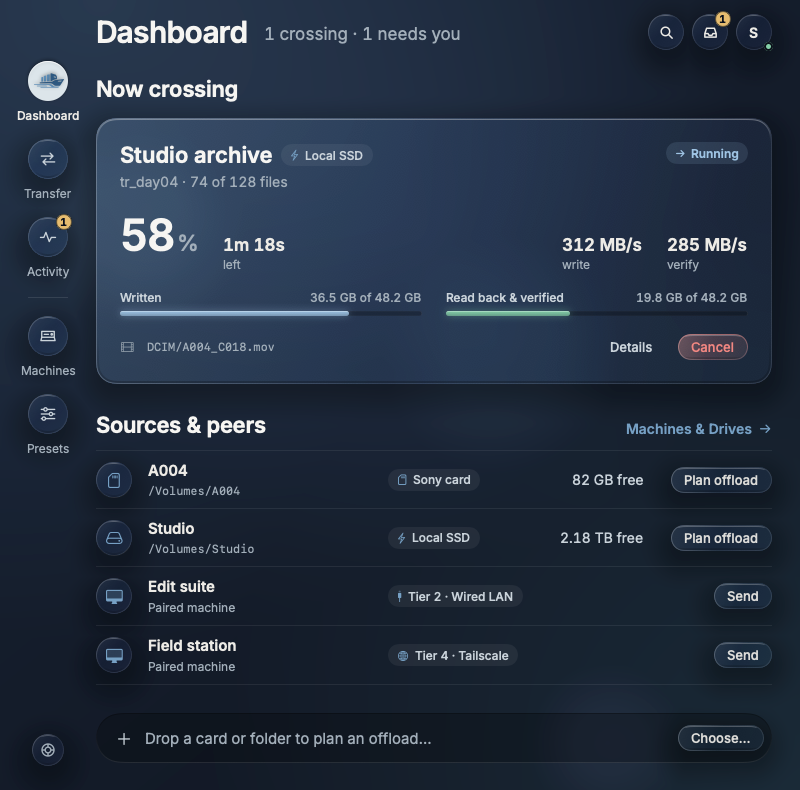 Dashboard 1 crossing · 1 needs you
1
S
Dashboard
Transfer
1
Activity
Machines
Presets
Now crossing
Studio archive Local SSD → Running
tr_day04 · 74 of 128 files
58% 1m 18s 312 MB/s 285 MB/s
left write verify
Written 36.5 GB of 48.2 GB Read back & verified 19.8 GB of 48.2 GB
DCIM/A004_C018.mov Details Cancel
Sources & peers Machines & Drives →
A004
/Volumes/A004
Sony card 82 GB free Plan offload
Studio
/Volumes/Studio
Local SSD 2.18 TB free Plan offload
Edit suite
Paired machine
Tier 2 · Wired LAN Send
Field station
Paired machine
Tier 4 · Tailscale Send
+ Drop a card or folder to plan an offload... Choose...